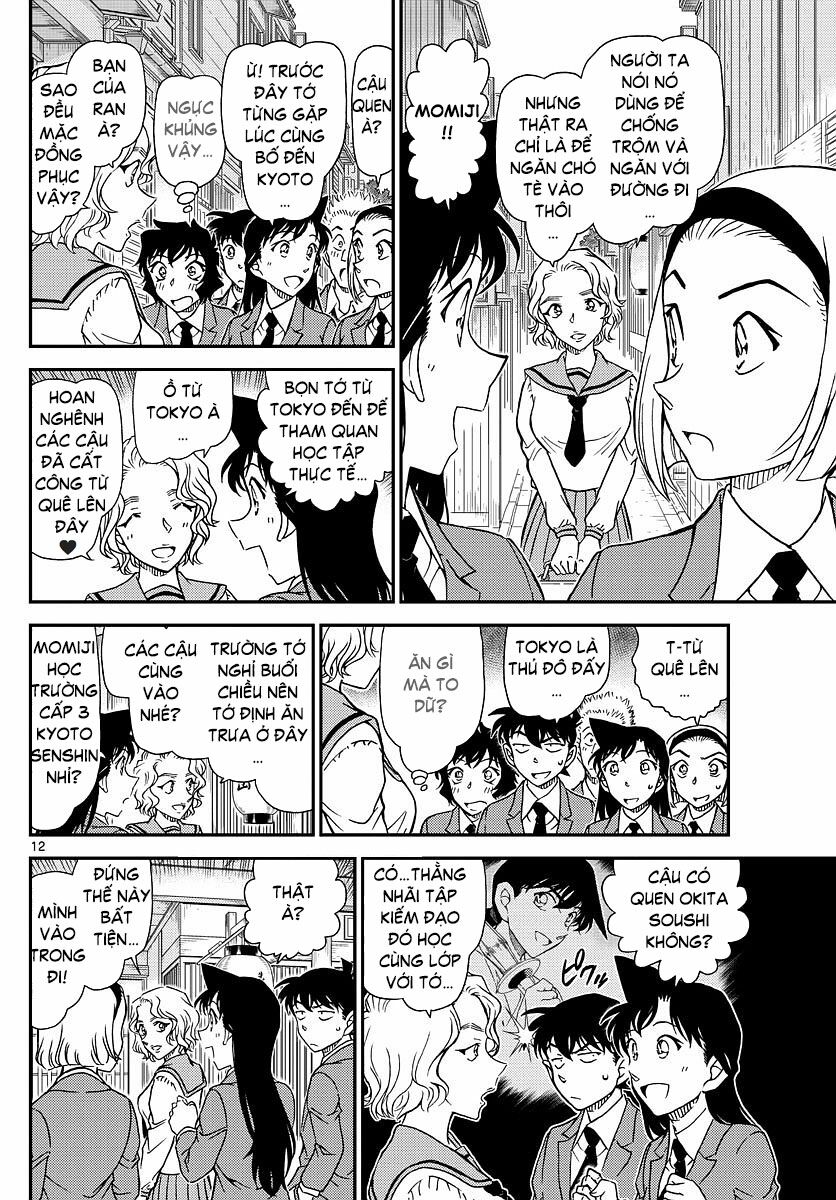 NGƯỜI TA
NÓI NÓ
DÙNG ĐỂ
CHỐNG
TRỘM VÀ
NGĂN VỚI
ĐƯỜNG ĐI
...
NHƯNG
THẬT RA
CHỈ LÀ ĐỂ
NGĂN CHÓ
TÈ VÀO
THÔI
...
MOMIJI
!!
CẬU
QUEN
À?
Ừ! TRƯỚC
ĐÂY TỚ
TỪNG GẶP
LÚC CÙNG
BỐ ĐẾN
KYOTO
...
NGỰC
KHỦNG
VẬY...
BẠN
CỦA
RAN
À?
SAO
ĐỀU
MẶC
ĐỒNG
PHỤC
VẬY?
BỌN TỚ TỪ
TOKYO ĐẾN ĐỂ
THAM QUAN
HỌC TẬP
THỰC TẾ...
Ồ TỪ
TOKYO À
...
HOAN
NGHÊNH
CÁC CẬU
ĐÃ CẤT
CÔNG TỪ
QUÊ LÊN
ĐÂY
♥
T-TỪ
QUÊ LÊN
...
TOKYO LÀ
THỦ ĐÔ ĐẤY
...
ĂN GÌ
MÀ TO
DỮ?
TRƯỜNG TỚ
NGHỈ BUỔI
CHIỀU NÊN
TỚ ĐỊNH ĂN
TRƯA Ở ĐÂY
...
CÁC CẬU
CÙNG
VÀO
NHÉ?
MOMIJI
HỌC
TRƯỜNG
CẤP 3
KYOTO
SENSHIN
NHỈ?
12
CẬU CÓ
QUEN OKITA
SOUSHI
KHÔNG?
CÓ...THẰNG
NHÃI TẬP
KIẾM ĐẠO
ĐÓ HỌC
CÙNG LỚP
VỚI TỚ...
ピクッ
THẬT
À?
ĐỨNG
THẾ NÀY
BẤT
TIỆN...
MÌNH
VÀO
TRONG
ĐI!